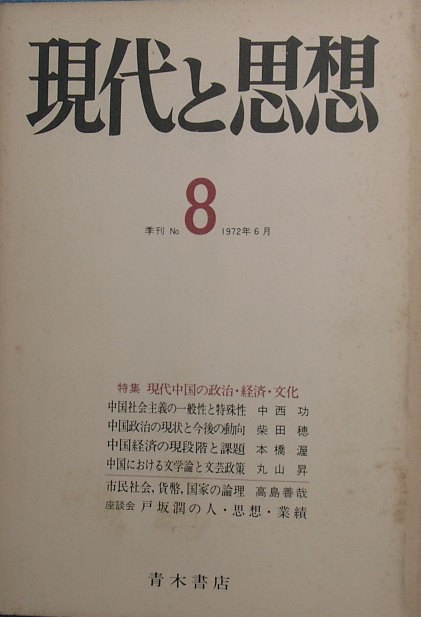 現代と思想
季刊 No 8 1972年6月
特集 現代中国の政治・経済・文化
中国社会主義の一般性と特殊性 中西 功
中国政治の現状と今後の動向 柴田 穂
中国経済の現段階と課題 本橋 渥
中国における文学論と文芸政策 丸山 昇
市民社会，貨幣，国家の論理 高島善哉
座談会 戸坂潤の人・思想・業績
青木書店